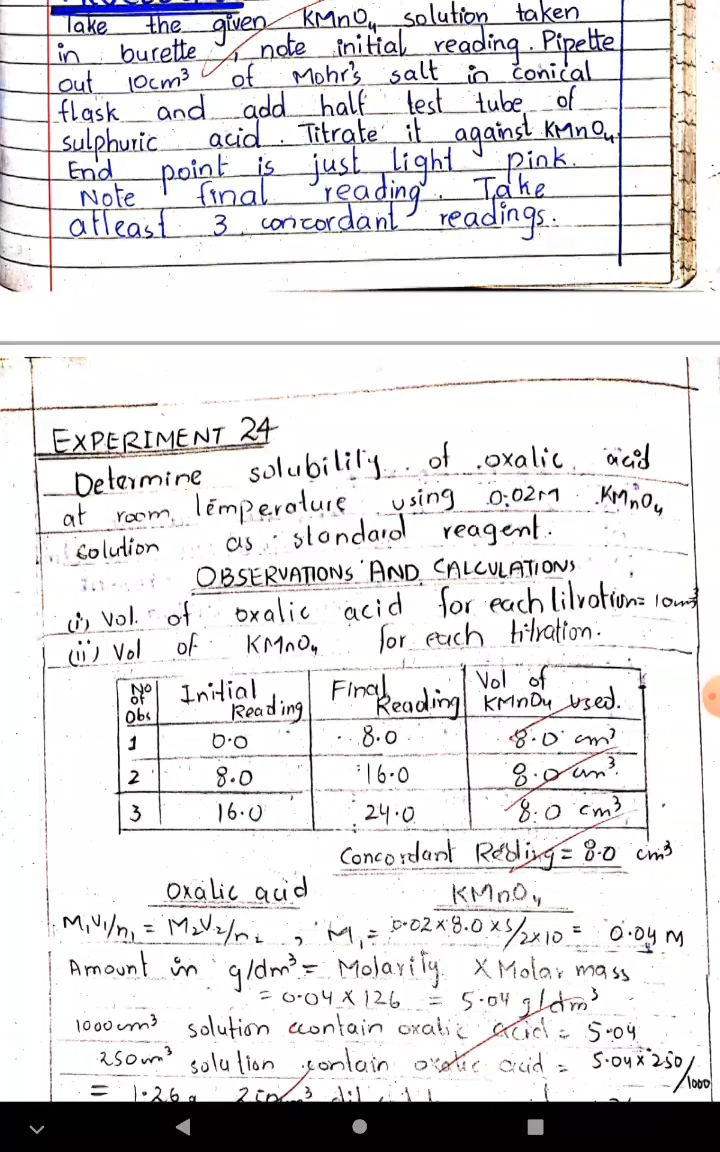 Take the given KMnO4 solution taken
in burette, note initial reading. Pipette
out 10cm³ of Mohr's salt in conical
flask and add half test tube of
sulphuric acid. Titrate it against KMnO4
End point is just light pink.
Note final reading. Take
atleast 3 concordant readings.
EXPERIMENT 24
Determine solubility of oxalic acid
at room temperature using 0.02M KMnO4
solution as standard reagent.
OBSERVATIONS AND CALCULATIONS
(i) Vol. of oxalic acid for each titration = 10cm³
(ii) Vol of KMnO4 for each titration.
No of Obs Initial Reading Final Reading Vol of KMnO4 used.
1 0.0 8.0 8.0 cm³
2 8.0 16.0 8.0 cm³
3 16.0 24.0 8.0 cm³
Concordant Reading = 8.0 cm³
Oxalic acid KMnO4
M1V1/n1 = M2V2/n2 , M1 = 0.02 x 8.0 x 5/2x10 = 0.04 M
Amount in g/dm³ = Molarity X Molar mass
= 0.04 X 126 = 5.04 g/dm³
1000cm³ solution contain oxalic acid = 5.04
250cm³ solution contain oxalic acid = 5.04 x 250/1000
= 1.26